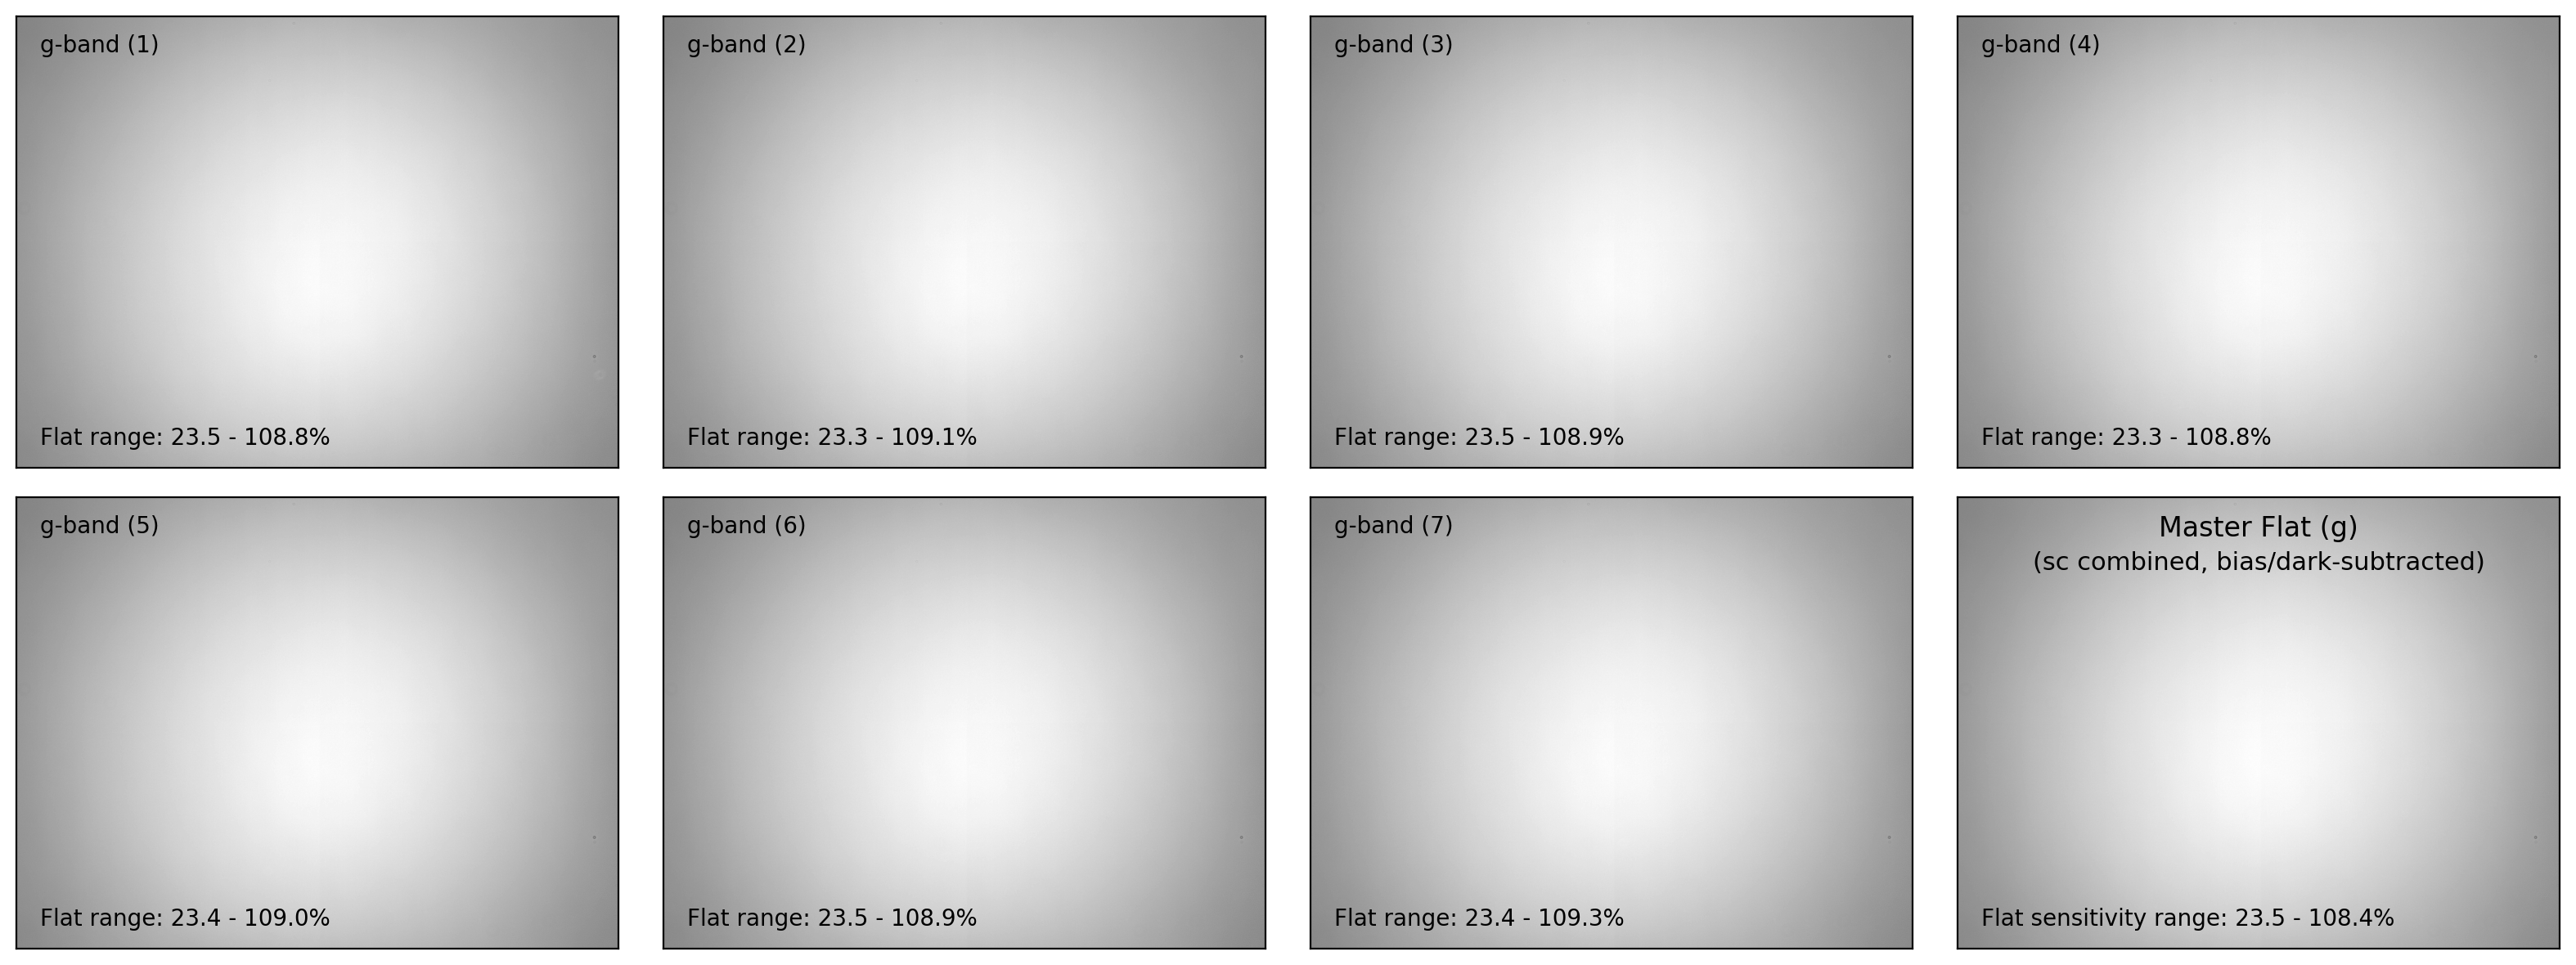 g-band (1)
g-band (2)
g-band (3)
g-band (4)
Flat range: 23.5 - 108.8%
Flat range: 23.3 - 109.1%
Flat range: 23.5 - 108.9%
Flat range: 23.3 - 108.8%
g-band (5)
g-band (6)
g-band (7)
Master Flat (g)
(sc combined, bias/dark-subtracted)
Flat range: 23.4 - 109.0%
Flat range: 23.5 - 108.9%
Flat range: 23.4 - 109.3%
Flat sensitivity range: 23.5 - 108.4%